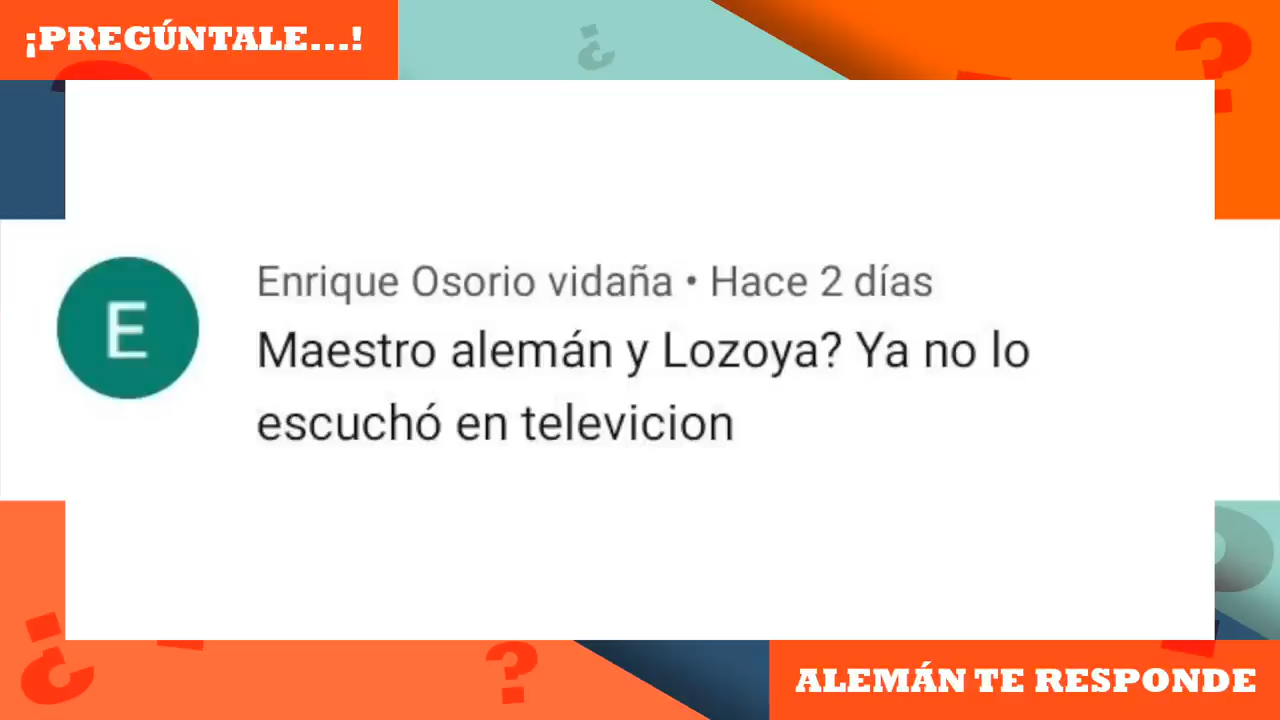 ¡PREGÚNTALE...!
Enrique Osorio vidaña • Hace 2 días
E
Maestro alemán y Lozoya? Ya no lo
escuchó en televicion
ALEMÁN TE RESPONDE